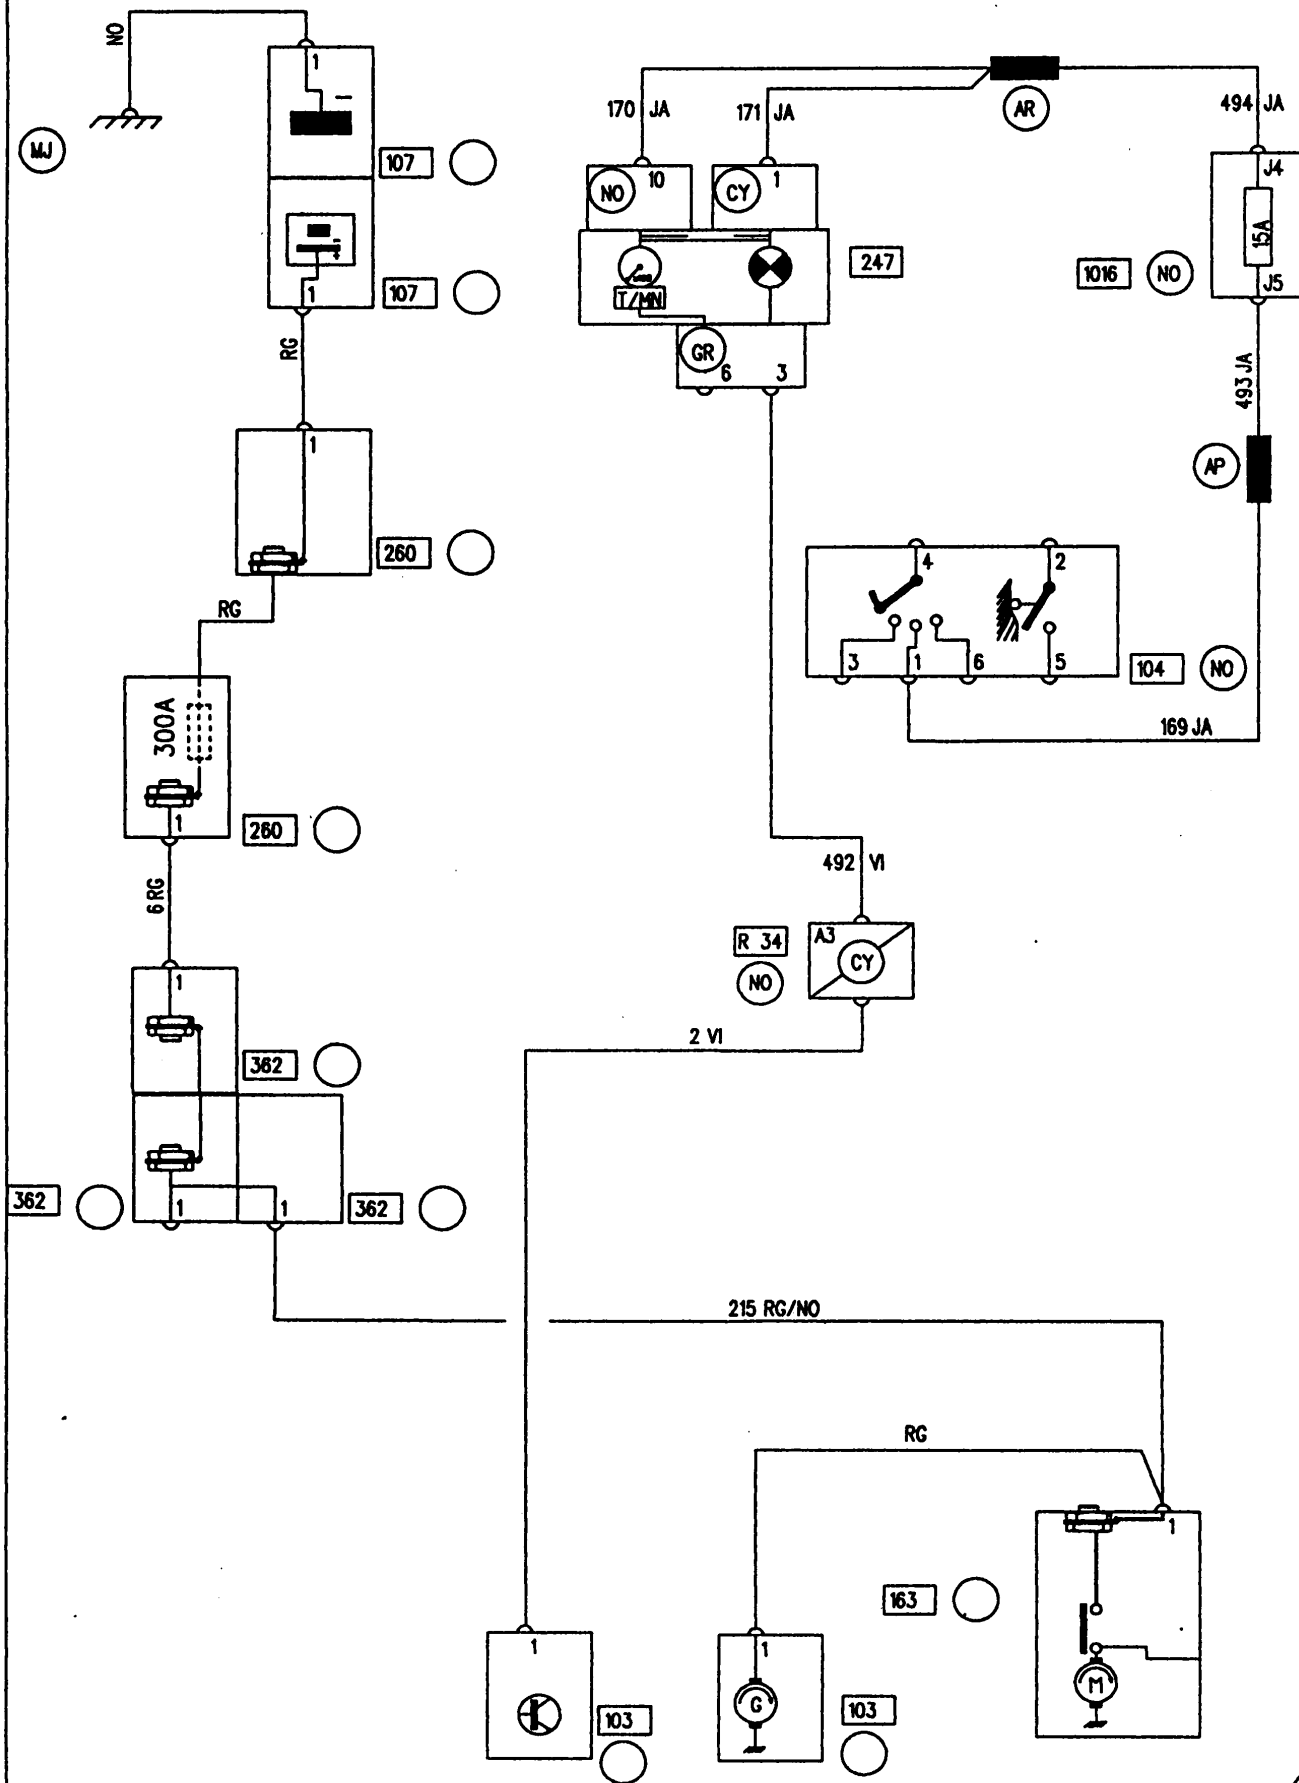 NO
1
−
MJ
107
− +
1
107
RG
1
260
RG
300A
1
260
6 RG
1
362
1
1
362
362
170 JA
171 JA
AR
494 JA
NO
10
CY
1
J4
15A
J5
T/MN
247
1016
NO
GR
6
3
493 JA
AP
4
2
3
1
6
5
104
NO
169 JA
492 VI
R 34
NO
A3
CY
2 VI
215 RG/NO
RG
1
163
M
1
103
1
G
103